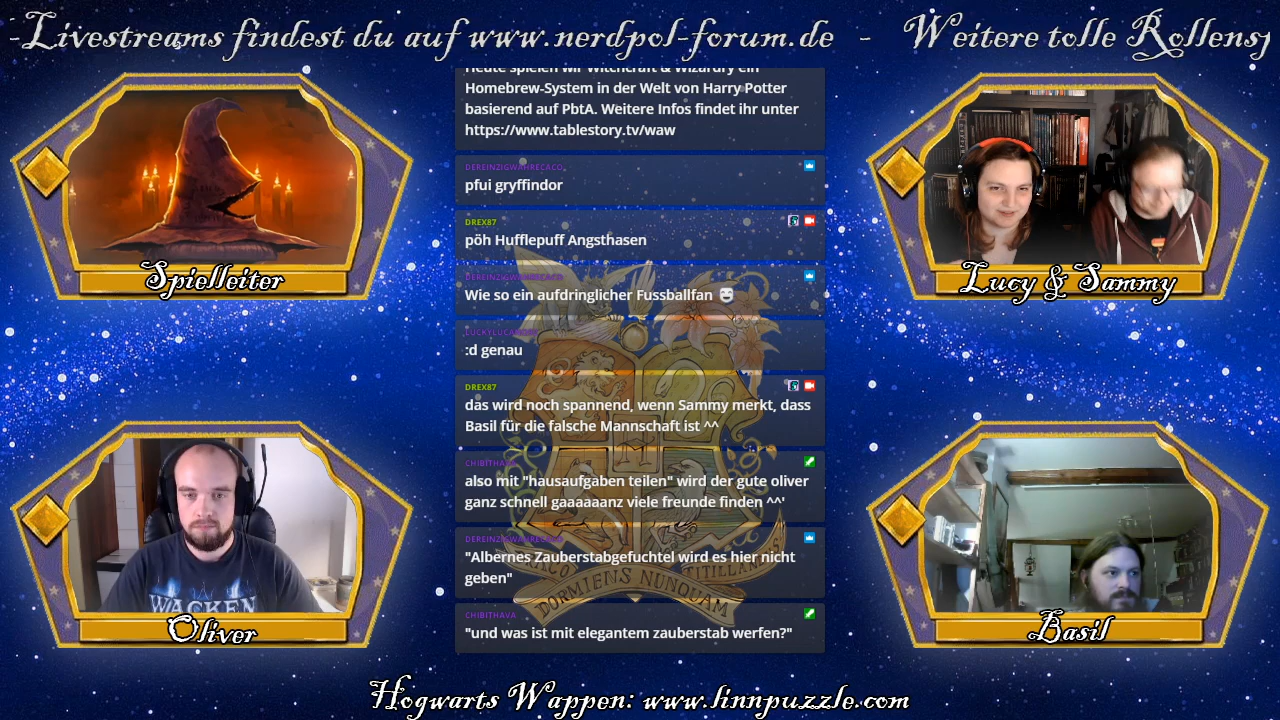 -Livestreams findest du auf www.nerdpol-forum.de - Weitere tolle Rollensp
Heute spielen wir Witchcraft & Wizardry ein
Homebrew-System in der Welt von Harry Potter
basierend auf PbtA. Weitere Infos findet ihr unter
https://www.tablestory.tv/waw
DEREINZIGWAHRECACO
pfui gryffindor
DREX87
pöh Hufflepuff Angsthasen
DEREINZIGWAHRECACO
Wie so ein aufdringlicher Fussballfan
:d genau
DREX87
das wird noch spannend, wenn Sammy merkt, dass
Basil für die falsche Mannschaft ist ^^
CHIBITHAVA
also mit "hausaufgaben teilen" wird der gute oliver
ganz schnell gaaaaaanz viele freunde finden ^^'
DEREINZIGWAHRECACO
"Albernes Zauberstabgefuchtel wird es hier nicht
geben"
CHIBITHAVA
"und was ist mit elegantem zauberstab werfen?"
DRACO DORMIENS NUNQUAM TITILLANDUS
Spielleiter
Lucy & Sammy
WACKEN
Oliver
Basil
Hogwarts Wappen: www.linnpuzzle.com